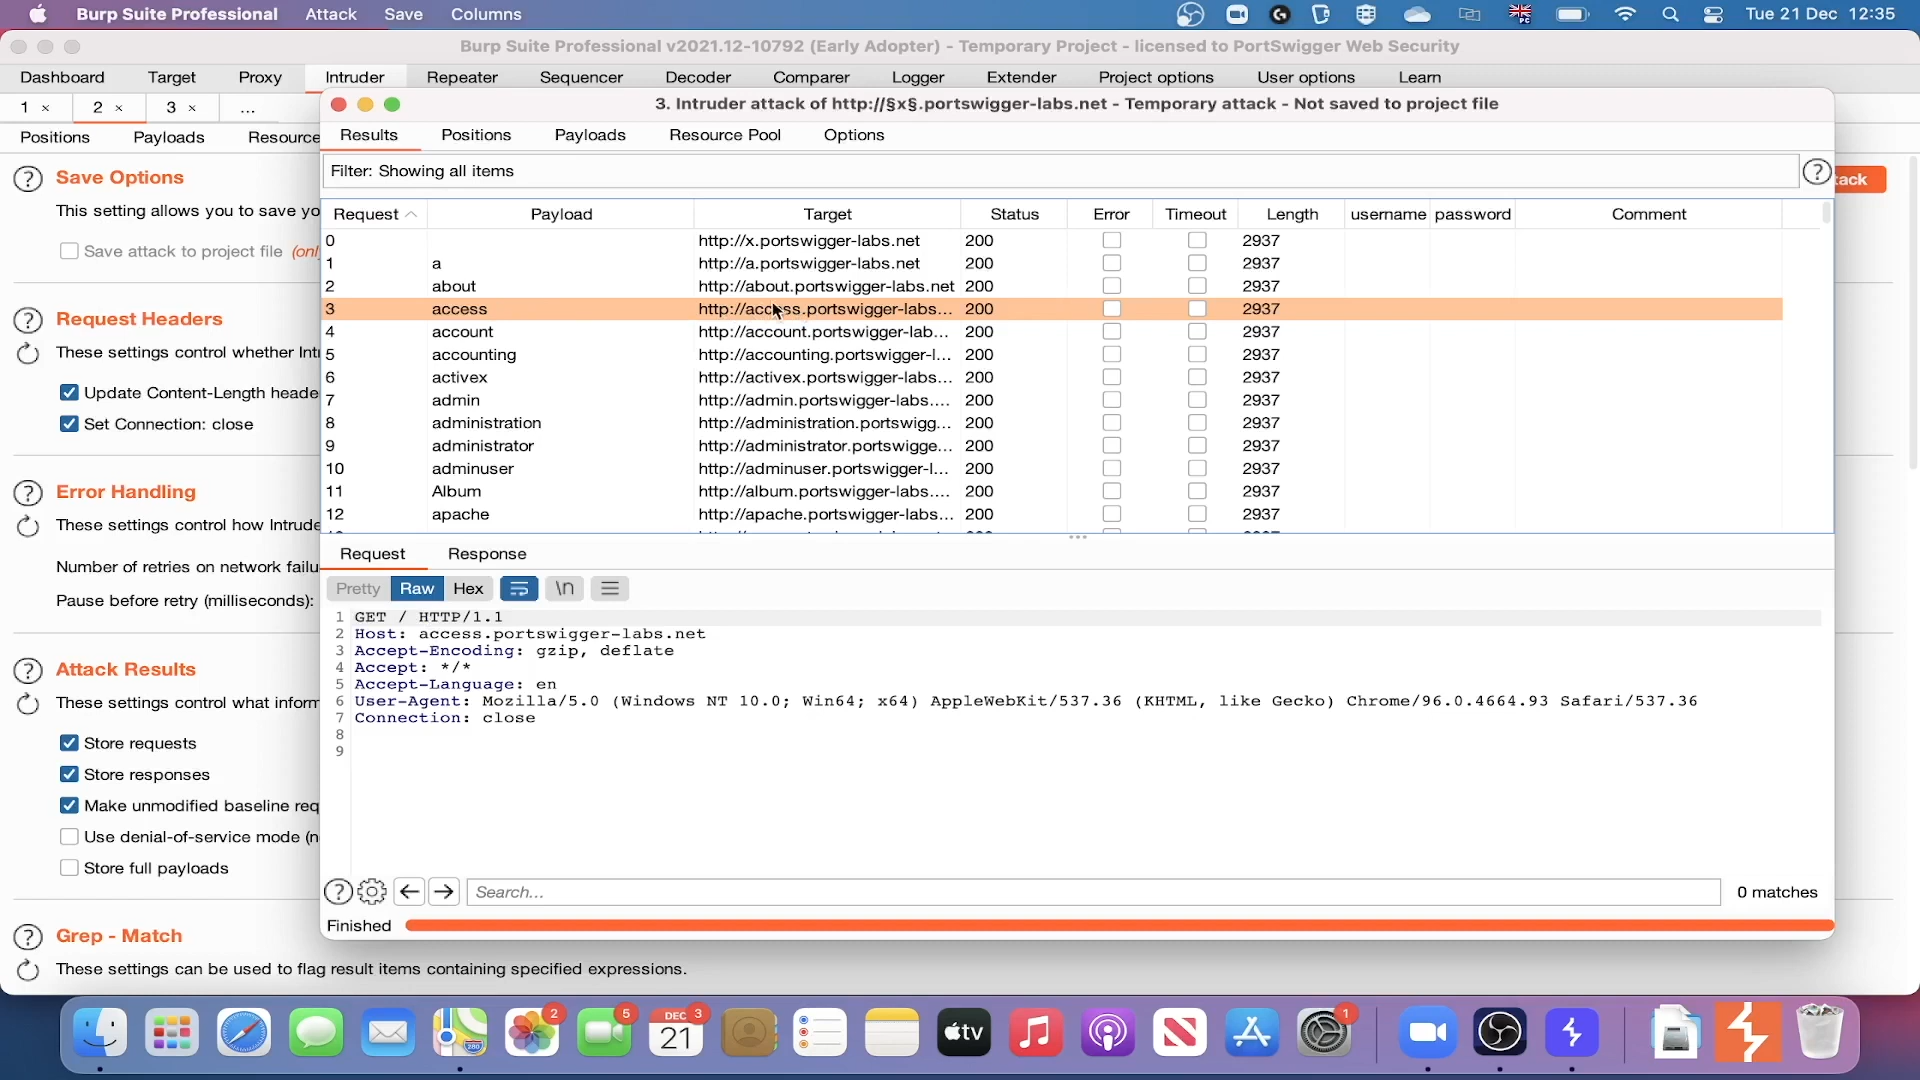 Burp Suite Professional Attack Save Columns Tue 21 Dec 12:35
Burp Suite Professional v2021.12-10792 (Early Adopter) - Temporary Project - licensed to PortSwigger Web Security
Dashboard Target Proxy Intruder Repeater Sequencer Decoder Comparer Logger Extender Project options User options Learn
1 × 2 × 3 × ...
3. Intruder attack of http://§x§.portswigger-labs.net - Temporary attack - Not saved to project file
Positions Payloads Resource
Results Positions Payloads Resource Pool Options
Filter: Showing all items
?
tack
Request Payload Target Status Error Timeout Length username password Comment
0 http://x.portswigger-labs.net 200 2937
1 a http://a.portswigger-labs.net 200 2937
2 about http://about.portswigger-labs.net 200 2937
3 access http://access.portswigger-labs... 200 2937
4 account http://account.portswigger-lab... 200 2937
5 accounting http://accounting.portswigger-l... 200 2937
6 activex http://activex.portswigger-labs... 200 2937
7 admin http://admin.portswigger-labs.... 200 2937
8 administration http://administration.portswigg... 200 2937
9 administrator http://administrator.portswigge... 200 2937
10 adminuser http://adminuser.portswigger-l... 200 2937
11 Album http://album.portswigger-labs.... 200 2937
12 apache http://apache.portswigger-labs... 200 2937
Request Response
Pretty Raw Hex \n
1 GET / HTTP/1.1
2 Host: access.portswigger-labs.net
3 Accept-Encoding: gzip, deflate
4 Accept: */*
5 Accept-Language: en
6 User-Agent: Mozilla/5.0 (Windows NT 10.0; Win64; x64) AppleWebKit/537.36 (KHTML, like Gecko) Chrome/96.0.4664.93 Safari/537.36
7 Connection: close
8
9
? Search... 0 matches
Finished
? Save Options
This setting allows you to save yo
Save attack to project file (onl
? Request Headers
These settings control whether Int
Update Content-Length heade
Set Connection: close
? Error Handling
These settings control how Intrude
Number of retries on network failu
Pause before retry (milliseconds):
? Attack Results
These settings control what inform
Store requests
Store responses
Make unmodified baseline req
Use denial-of-service mode (n
Store full payloads
? Grep - Match
These settings can be used to flag result items containing specified expressions.
280
2
5
DEC
21
3
tv
1